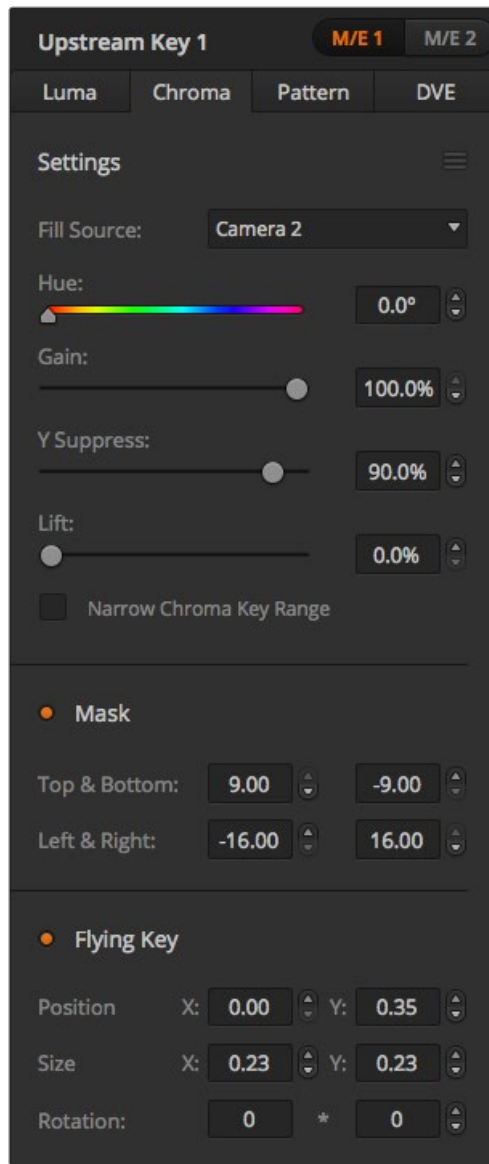 Upstream Key 1 M/E 1 M/E 2
Luma Chroma Pattern DVE
Settings
Fill Source: Camera 2
Hue:
0.0º
Gain:
100.0%
Y Suppress:
90.0%
Lift:
0.0%
Narrow Chroma Key Range
Mask
Top & Bottom: 9.00 -9.00
Left & Right: -16.00 16.00
Flying Key
Position X: 0.00 Y: 0.35
Size X: 0.23 Y: 0.23
Rotation: 0 * 0